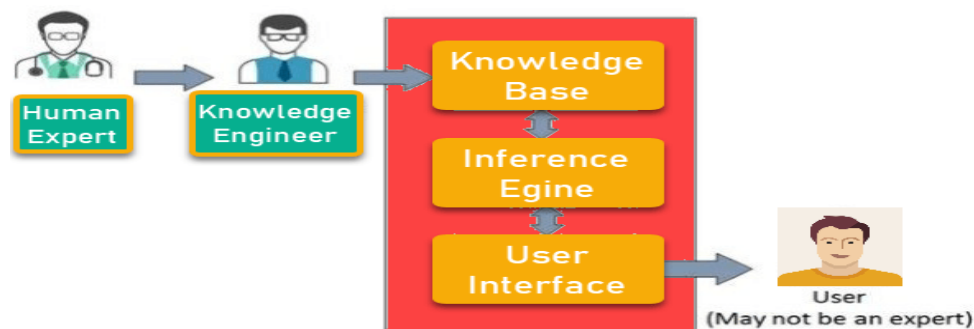 Human
Expert
Knowledge
Engineer
Knowledge
Base
Inference
Egine
User
Interface
User
(May not be an expert)